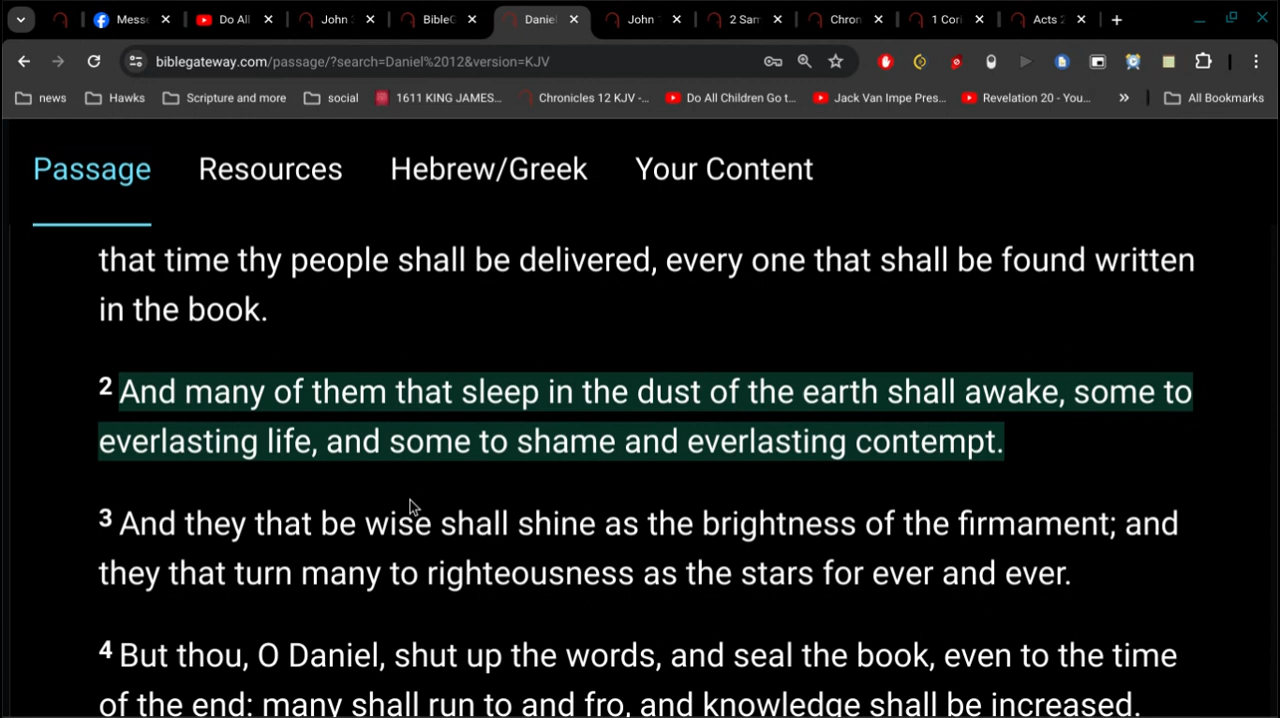 Messe Do All John BibleG Daniel John 2 Sam Chron 1 Cori Acts
biblegateway.com/passage/?search=Daniel%2012&version=KJV
news Hawks Scripture and more social 1611 KING JAMES... Chronicles 12 KJV -... Do All Children Go t... Jack Van Impe Pres... Revelation 20 - You... » All Bookmarks
Passage Resources Hebrew/Greek Your Content
that time thy people shall be delivered, every one that shall be found written
in the book.
2 And many of them that sleep in the dust of the earth shall awake, some to
everlasting life, and some to shame and everlasting contempt.
3 And they that be wise shall shine as the brightness of the firmament; and
they that turn many to righteousness as the stars for ever and ever.
4 But thou, O Daniel, shut up the words, and seal the book, even to the time
of the end: many shall run to and fro, and knowledge shall be increased.